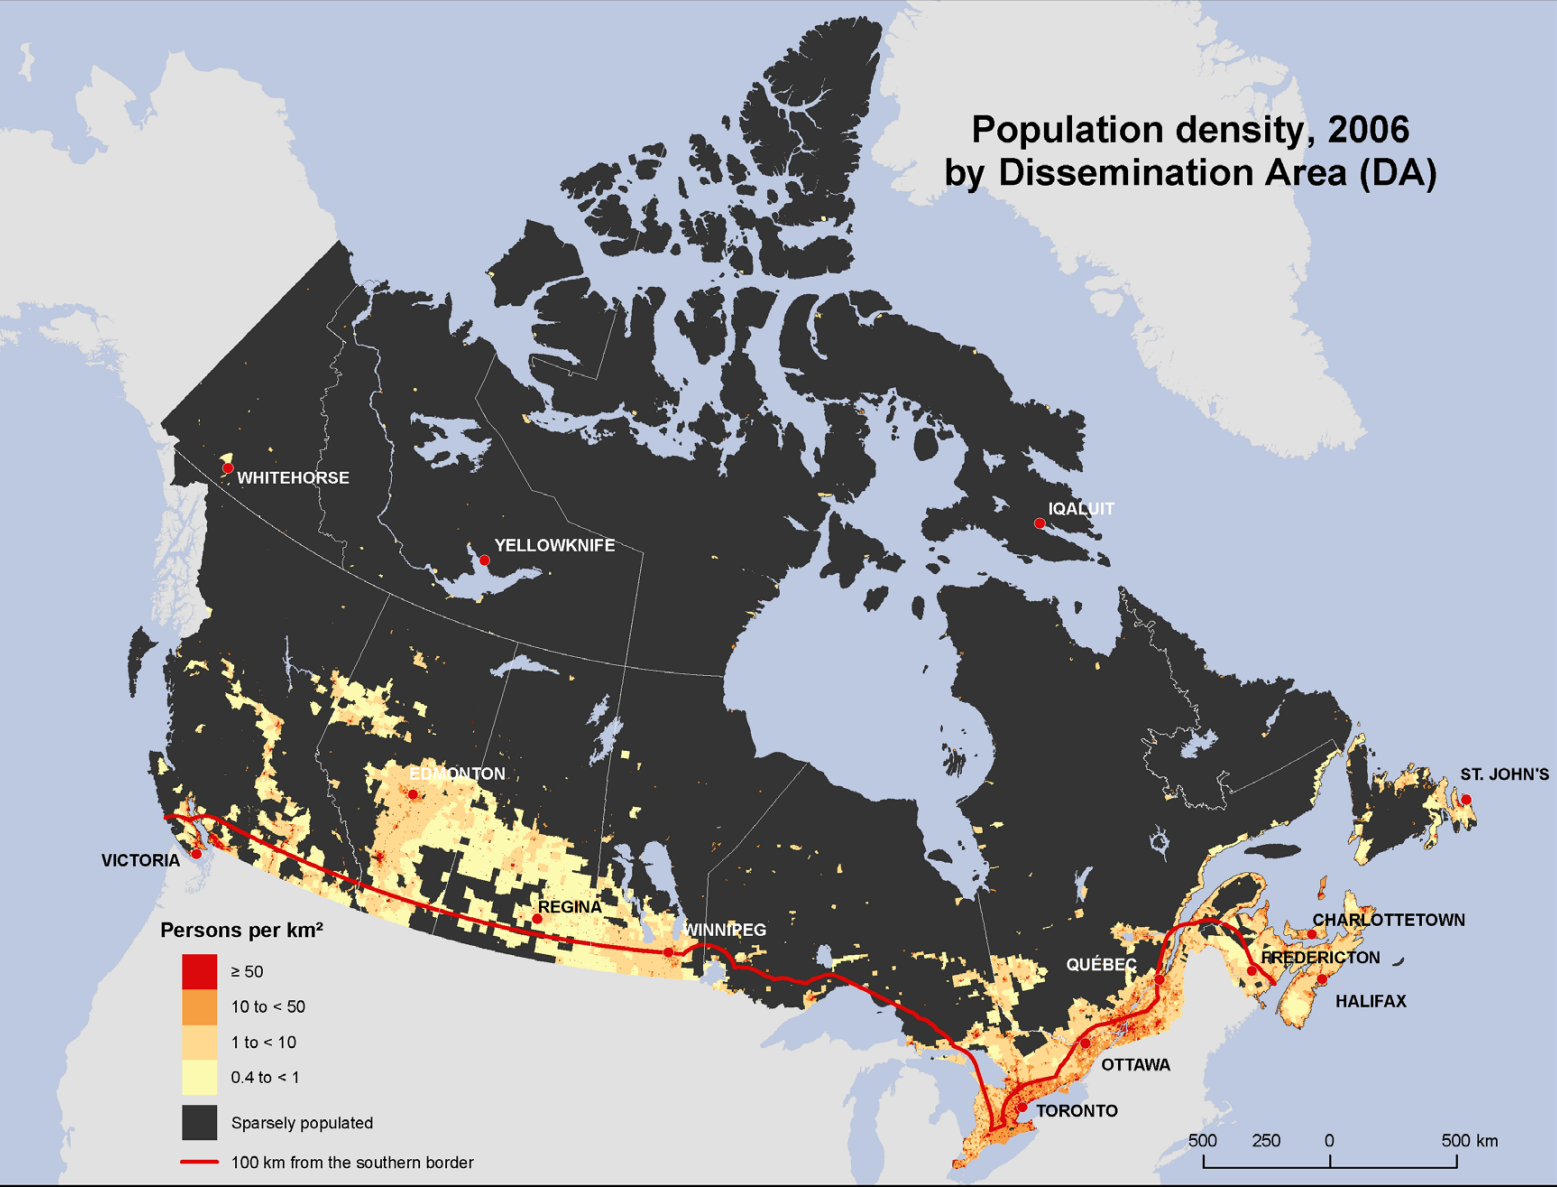 Population density, 2006
by Dissemination Area (DA)
WHITEHORSE
IQALUIT
YELLOWKNIFE
EDMONTON
ST. JOHN'S
VICTORIA
REGINA
WINNIPEG
CHARLOTTETOWN
QUÉBEC
FREDERICTON
HALIFAX
OTTAWA
TORONTO
Persons per km²
≥ 50
10 to < 50
1 to < 10
0.4 to < 1
Sparsely populated
100 km from the southern border
500 250 0 500 km